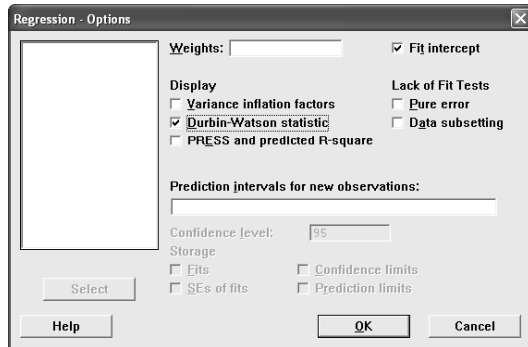 Regression - Options
Weights:
Fit intercept
Display
Lack of Fit Tests
Variance inflation factors
Pure error
Durbin-Watson statistic
Data subsetting
PRESS and predicted R-square
Prediction intervals for new observations:
Confidence level: 95
Storage
Fits
Confidence limits
SEs of fits
Prediction limits
Select
Help
OK
Cancel